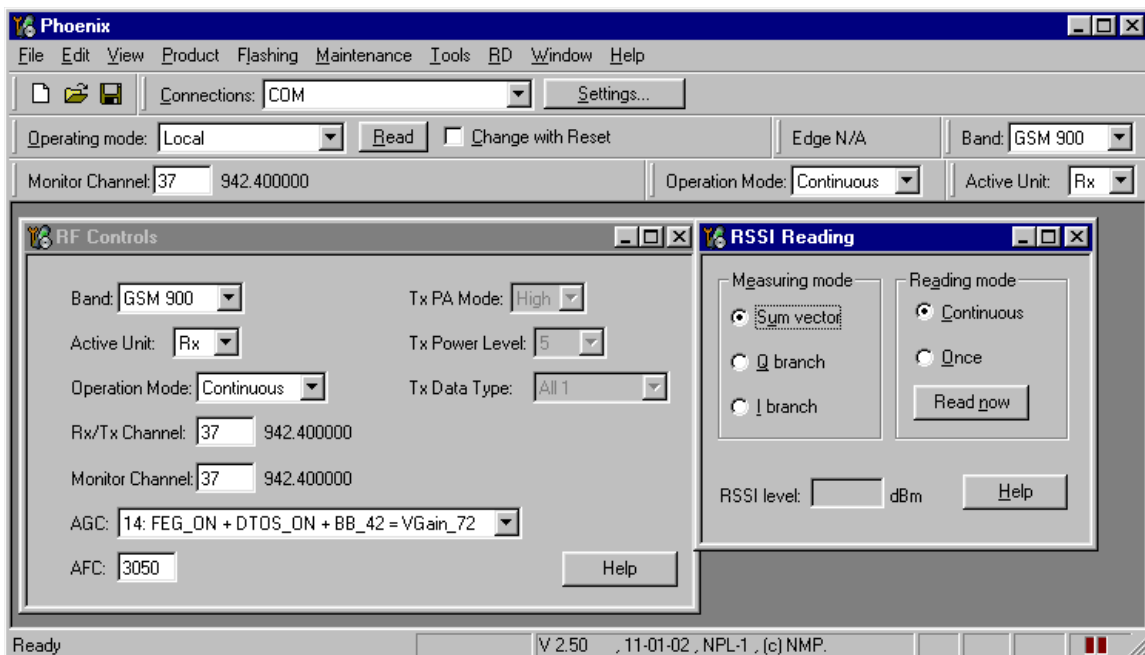 Phoenix
File Edit View Product Flashing Maintenance Tools RD Window Help
Connections: COM Settings...
Operating mode: Local Read Change with Reset Edge N/A Band: GSM 900
Monitor Channel: 37 942.400000 Operation Mode: Continuous Active Unit: Rx
RF Controls
Band: GSM 900 Tx PA Mode: High
Active Unit: Rx Tx Power Level: 5
Operation Mode: Continuous Tx Data Type: All 1
Rx/Tx Channel: 37 942.400000
Monitor Channel: 37 942.400000
AGC: 14: FEG_ON + DTOS_ON + BB_42 = VGain_72
AFC: 3050 Help
RSSI Reading
Measuring mode Reading mode
Sum vector Continuous
Q branch Once
I branch Read now
RSSI level: dBm Help
Ready V 2.50 , 11-01-02 , NPL-1 , (c) NMP.